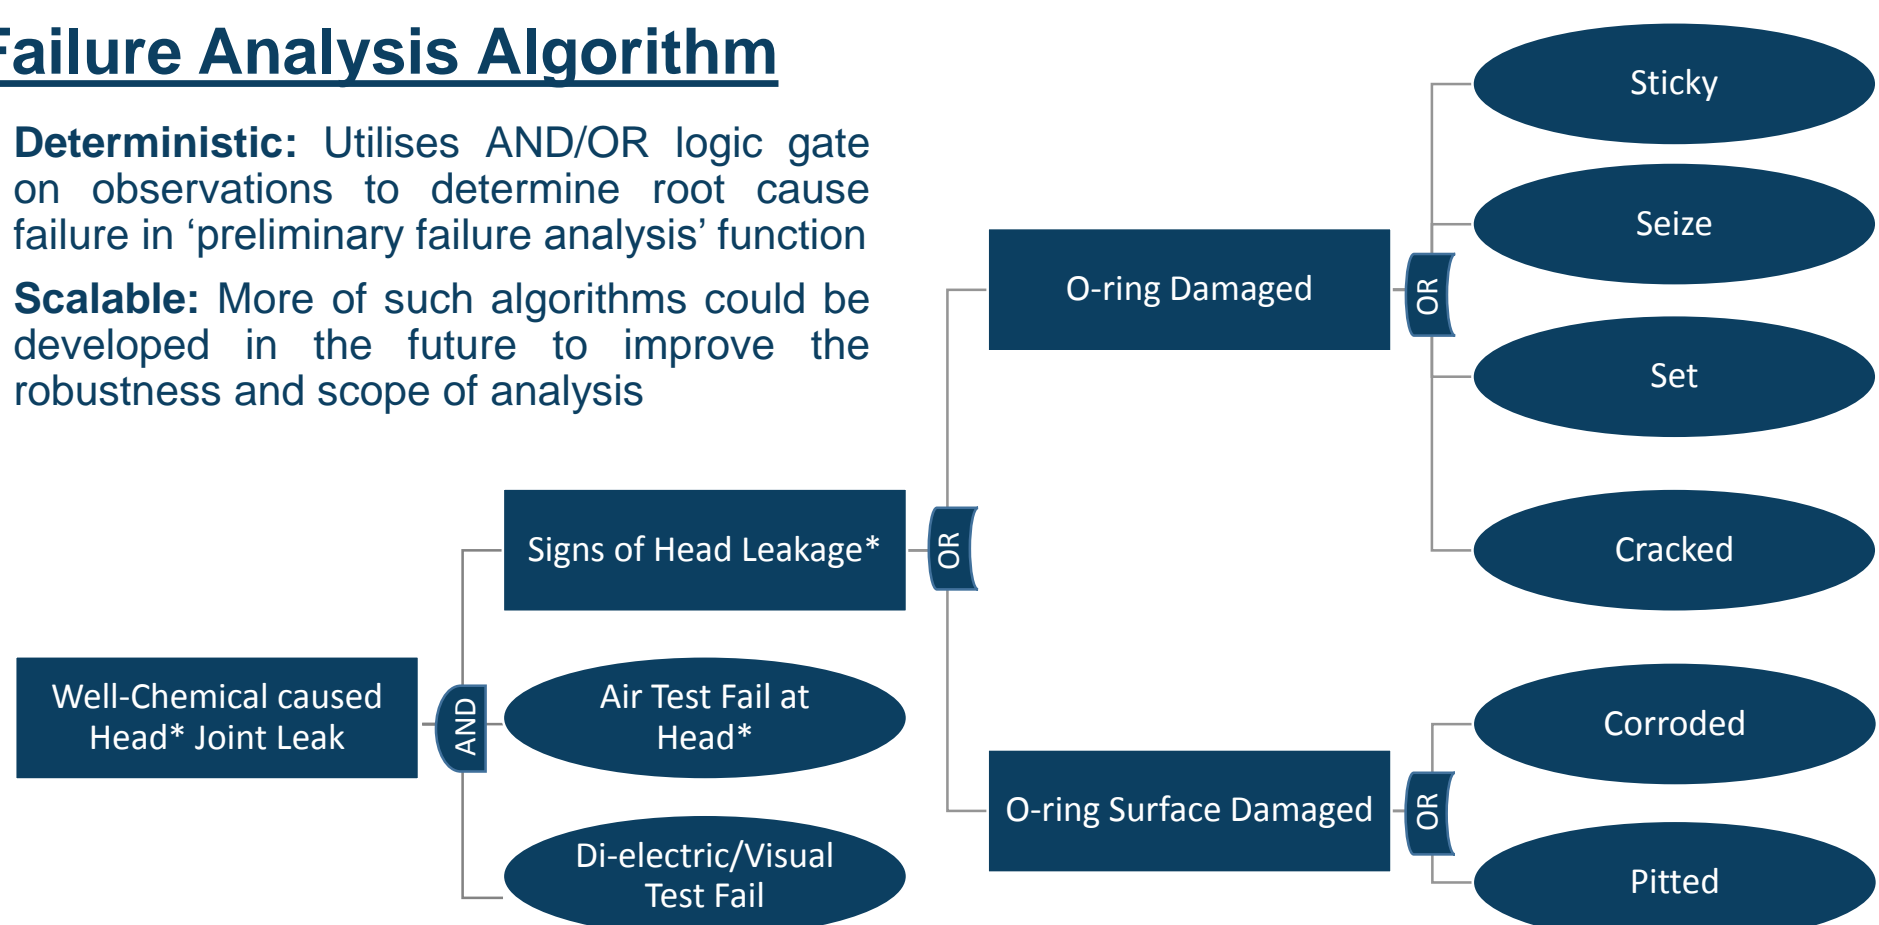 Failure Analysis Algorithm
Deterministic: Utilises AND/OR logic gate
on observations to determine root cause
failure in ‘preliminary failure analysis’ function
Scalable: More of such algorithms could be
developed in the future to improve the
robustness and scope of analysis
Well-Chemical caused
Head* Joint Leak
AND
Signs of Head Leakage*
Air Test Fail at
Head*
Di-electric/Visual
Test Fail
OR
O-ring Damaged
OR
Sticky
Seize
Set
Cracked
O-ring Surface Damaged
OR
Corroded
Pitted